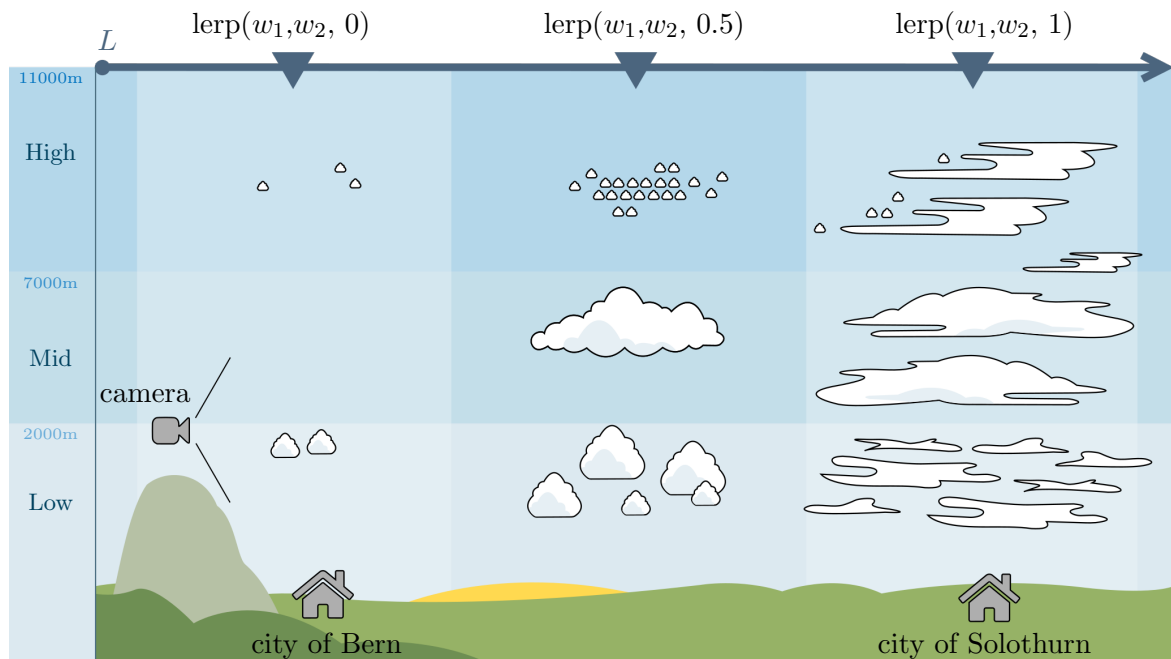 lerp(w₁,w₂, 0)
lerp(w₁,w₂, 0.5)
lerp(w₁,w₂, 1)
L
11000m
High
7000m
Mid
camera
2000m
Low
city of Bern
city of Solothurn